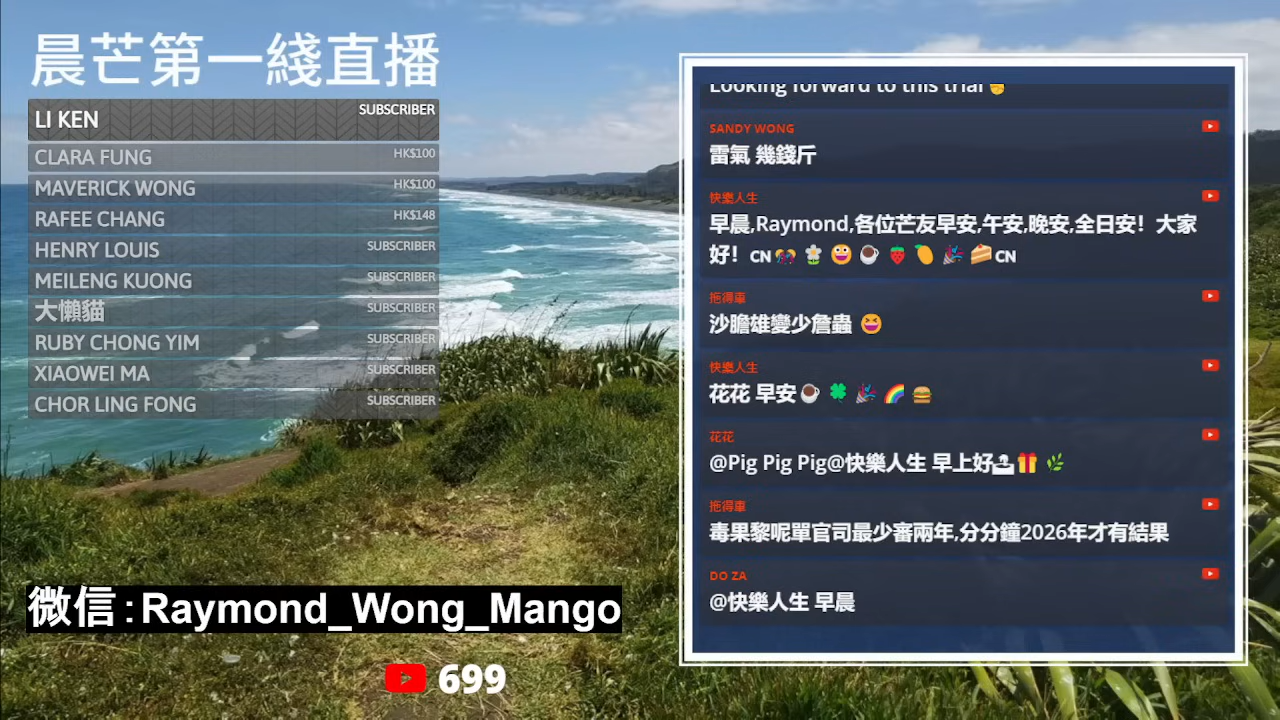 晨芒第一綫直播
LI KEN SUBSCRIBER
CLARA FUNG HK$100
MAVERICK WONG HK$100
RAFEE CHANG HK$148
HENRY LOUIS SUBSCRIBER
MEILENG KUONG SUBSCRIBER
大懶貓 SUBSCRIBER
RUBY CHONG YIM SUBSCRIBER
XIAOWEI MA SUBSCRIBER
CHOR LING FONG SUBSCRIBER
微信:Raymond_Wong_Mango
699
Looking forward to this trial✊
SANDY WONG
雷氣 幾錢斤
快樂人生
早晨,Raymond,各位芒友早安,午安,晚安,全日安！大家
好！CN🎊🌼😀☕🍓🥭🎉🍰CN
拖得車
沙膽雄變少詹蟲 😆
快樂人生
花花 早安☕🍀🎉🌈🍔
花花
@Pig Pig Pig@快樂人生 早上好🎁🌿
拖得車
毒果黎呢單官司最少審兩年,分分鐘2026年才有結果
DO ZA
@快樂人生 早晨